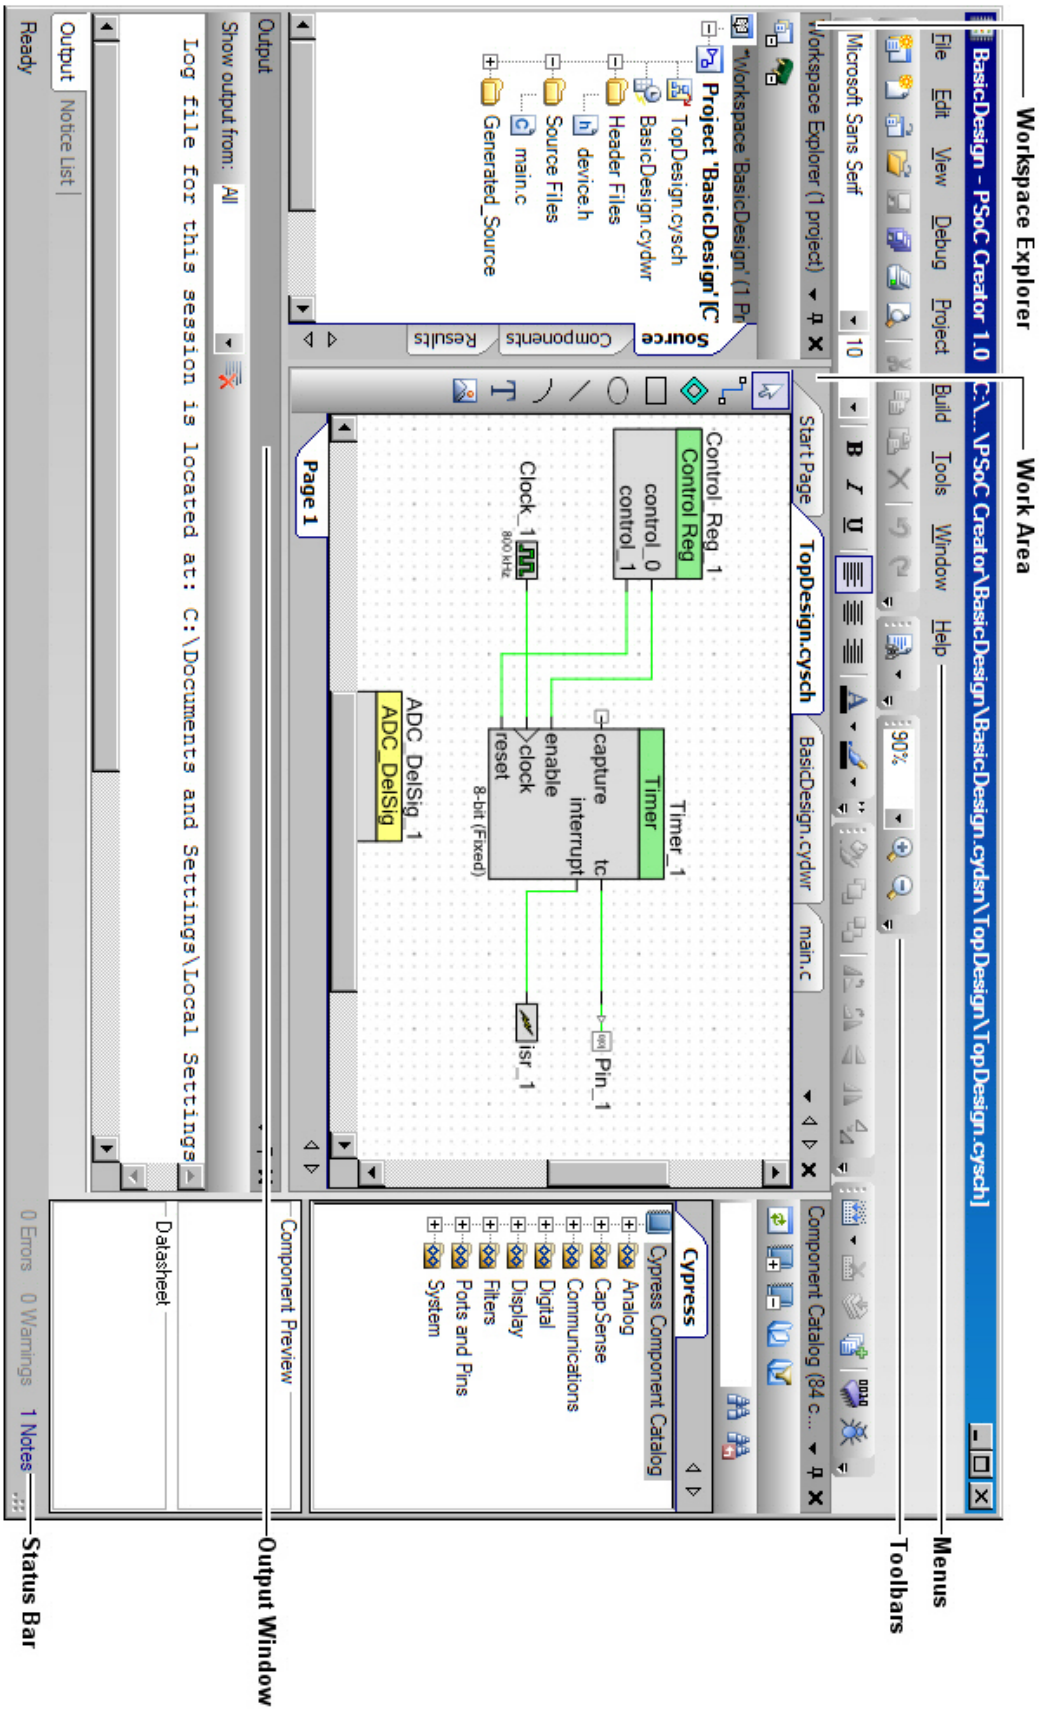 Workspace Explorer
Work Area
BasicDesign - PSoC Creator 1.0 [C:\...\PSoC Creator\BasicDesign\BasicDesign.cydsn\TopDesign\TopDesign.cysch]
File Edit View Debug Project Build Tools Window Help
Menus
90%
Toolbars
Microsoft Sans Serif 10 B I U A
Workspace Explorer (1 project)
*Workspace 'BasicDesign' (1 Pr
Project 'BasicDesign' [C
TopDesign.cysch
BasicDesign.cydwr
Header Files
device.h
Source Files
main.c
Generated_Source
Source
Components
Results
Start Page
TopDesign.cysch
BasicDesign.cydwr
main.c
Control_Reg_1
Control Reg
control_0
control_1
Clock_1
800 kHz
Timer_1
Timer
capture tc
interrupt
enable
clock
reset
8-bit (Fixed)
Pin_1
isr_1
ADC_DelSig_1
ADC_DelSig
Page 1
Component Catalog (84 c...
Cypress
Cypress Component Catalog
Analog
CapSense
Communications
Digital
Display
Filters
Ports and Pins
System
Component Preview
Datasheet
Output
Output Window
Show output from: All
Log file for this session is located at: C:\Documents and Settings\Local Settings
Output Notice List
Ready
0 Errors 0 Warnings 1 Notes
Status Bar